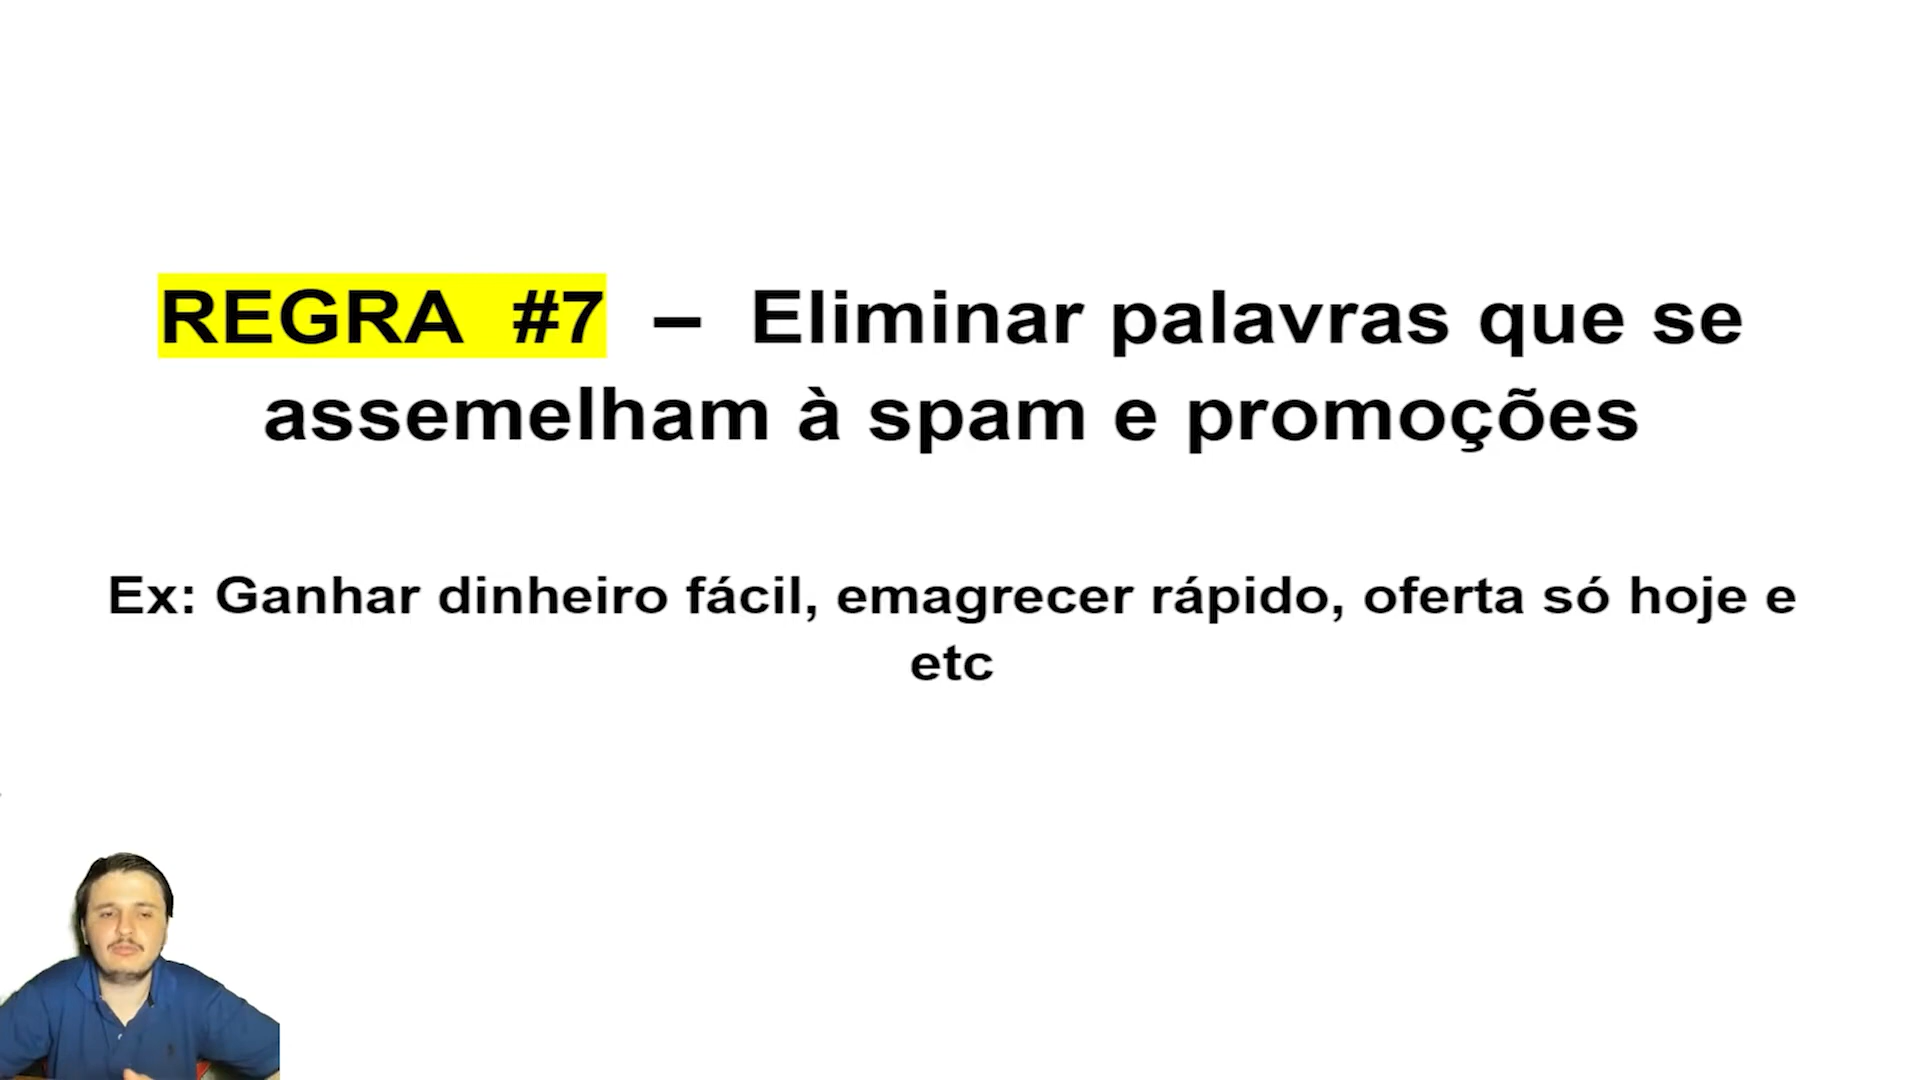 REGRA #7 – Eliminar palavras que se
assemelham à spam e promoções
Ex: Ganhar dinheiro fácil, emagrecer rápido, oferta só hoje e
etc